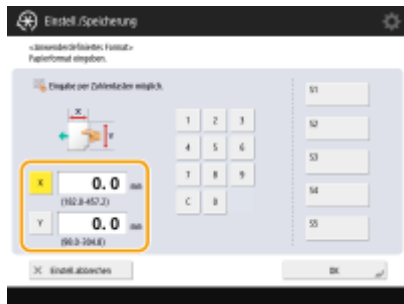 Einstell./Speicherung
<Anwenderdefiniertes Format>
Papierformat eingeben.
Eingabe per Zahlentasten möglich.
X
Y
1 2 3
4 5 6
7 8 9
C 0
X 0.0 mm
(182.0-457.2)
Y 0.0 mm
(98.0-304.8)
S1
S2
S3
S4
S5
Einstell. abbrechen
OK